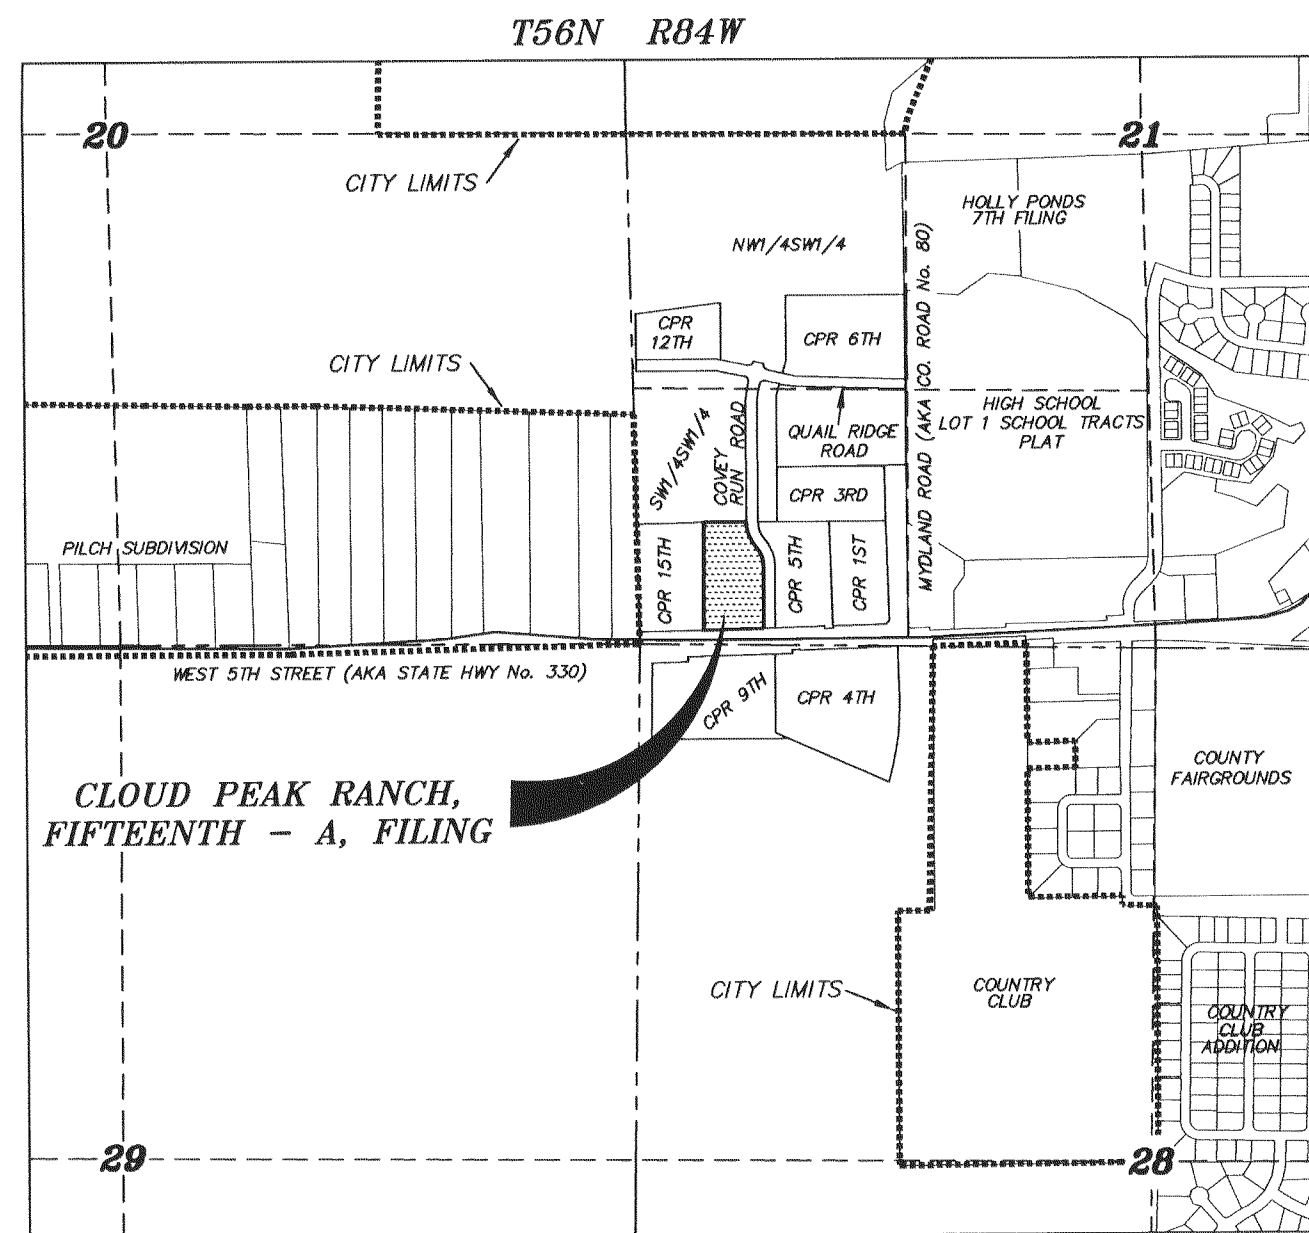 T56N R84W
20
21
CITY LIMITS
HOLLY PONDS
7TH FILING
NW1/4SW1/4
MYDLAND ROAD (AKA CO. ROAD No. 80)
CPR
12TH
CPR 6TH
CITY LIMITS
SW1/4SW1/4
COVEY
RUN ROAD
QUAIL RIDGE
ROAD
HIGH SCHOOL
LOT 1 SCHOOL TRACTS
PLAT
CPR 3RD
PILCH SUBDIVISION
CPR 15TH
CPR 5TH
CPR 1ST
WEST 5TH STREET (AKA STATE HWY No. 330)
CPR 9TH
CPR 4TH
COUNTY
FAIRGROUNDS
CLOUD PEAK RANCH,
FIFTEENTH - A, FILING
CITY LIMITS
COUNTRY
CLUB
COUNTRY
CLUB
ADDITION
29
28